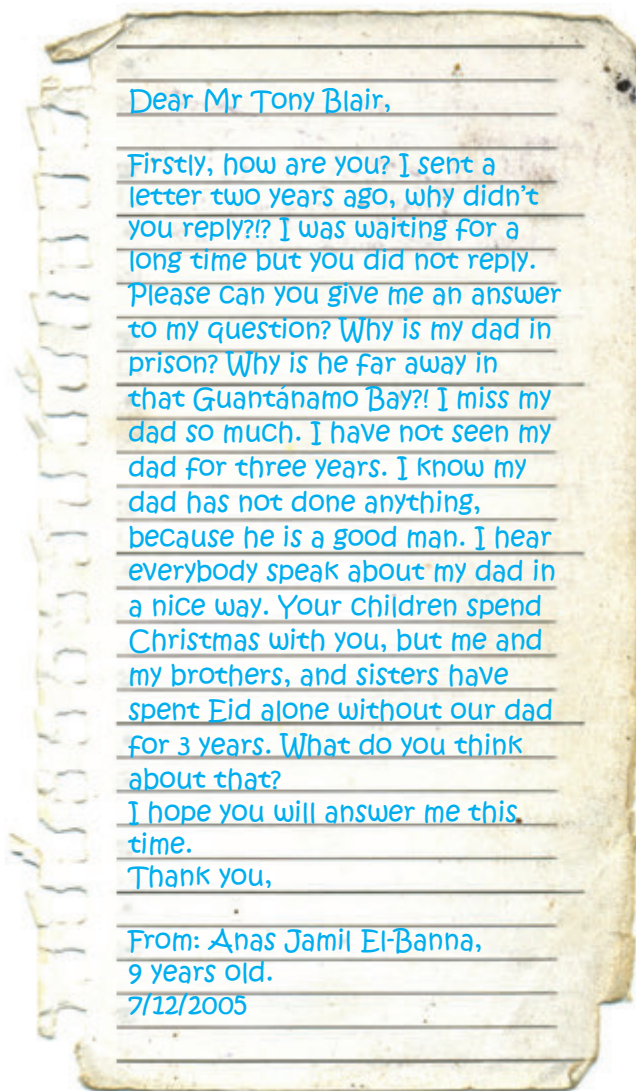 Dear Mr Tony Blair,
Firstly, how are you? I sent a
letter two years ago, why didn't
you reply?!? I was waiting for a
long time but you did not reply.
Please can you give me an answer
to my question? Why is my dad in
prison? Why is he far away in
that Guantánamo Bay?! I miss my
dad so much. I have not seen my
dad for three years. I know my
dad has not done anything,
because he is a good man. I hear
everybody speak about my dad in
a nice way. Your children spend
Christmas with you, but me and
my brothers, and sisters have
spent Eid alone without our dad
for 3 years. What do you think
about that?
I hope you will answer me this
time.
Thank you,
From: Anas Jamil El-Banna,
9 years old.
7/12/2005